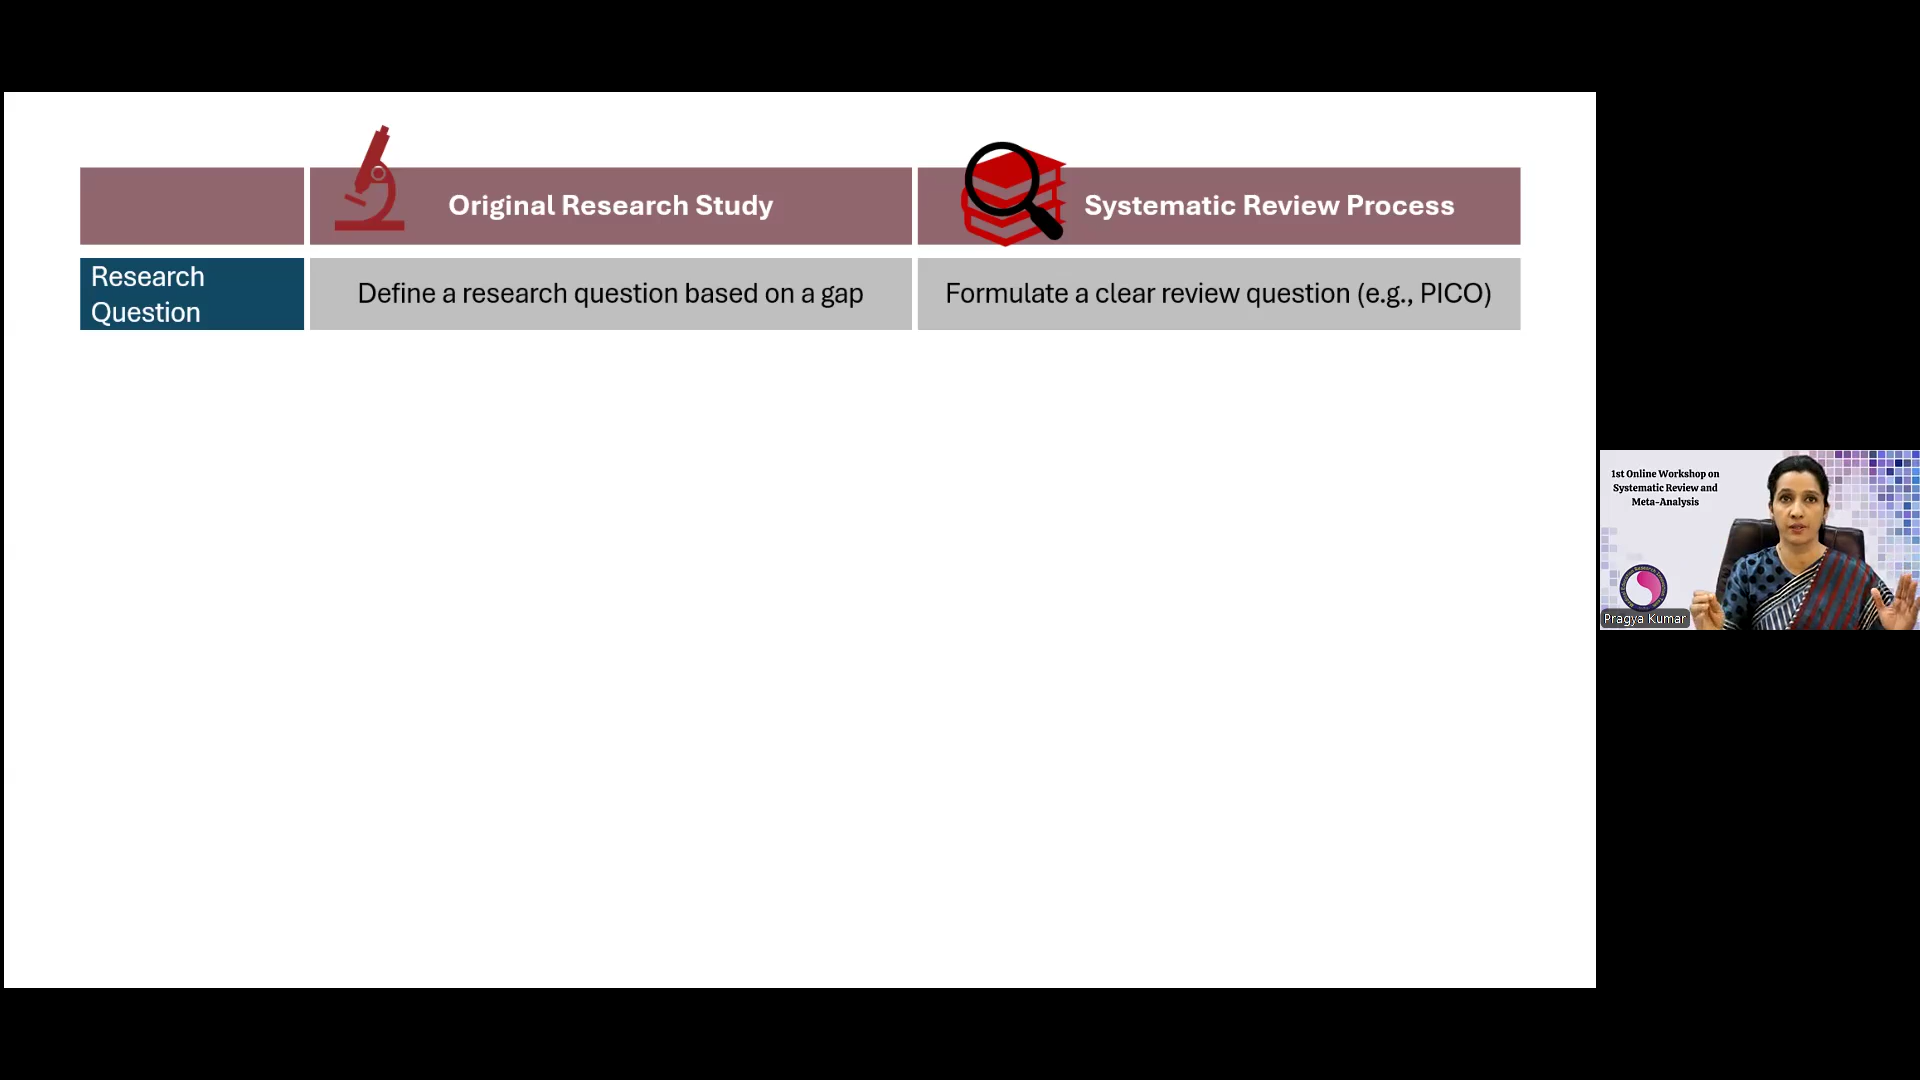 Original Research Study
Systematic Review Process
Research
Question
Define a research question based on a gap
Formulate a clear review question (e.g., PICO)
1st Online Workshop on
Systematic Review and
Meta-Analysis
Pragya Kumar